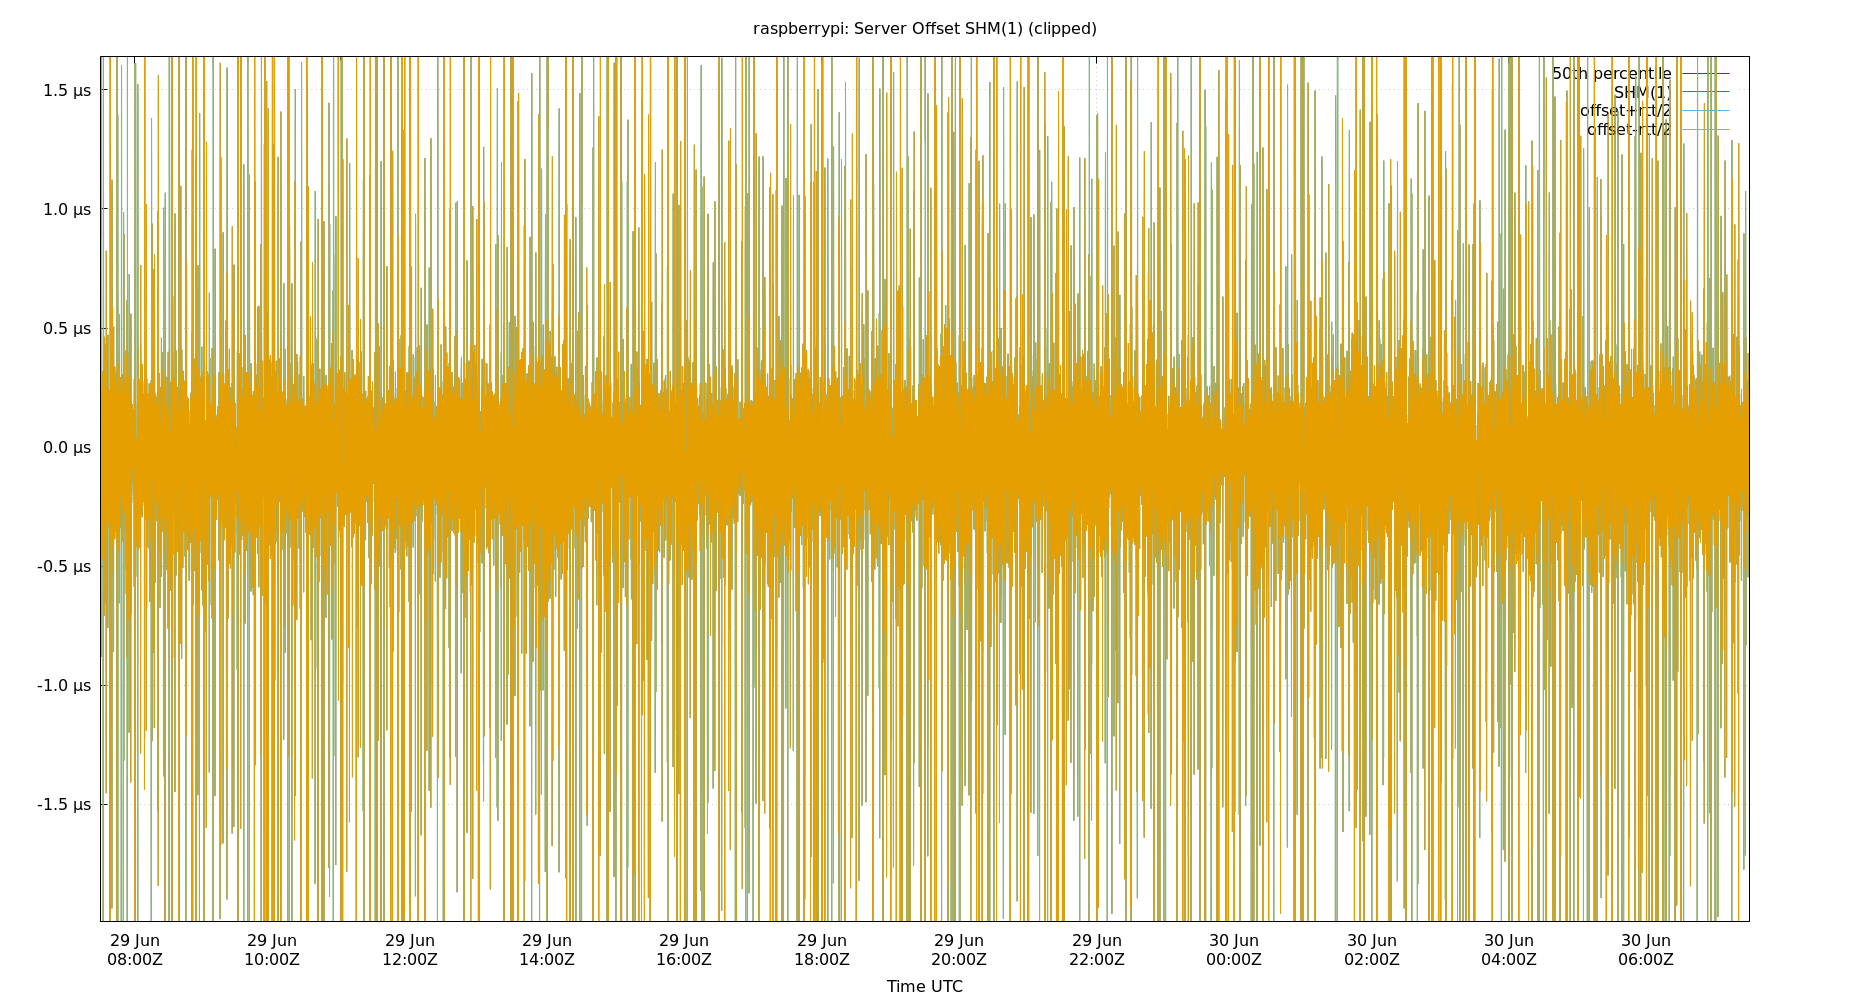 raspberrypi: Server Offset SHM(1) (clipped)
50th percentile
SHM(1)
offset+rtt/2
offset-rtt/2
1.5 µs
1.0 µs
0.5 µs
0.0 µs
-0.5 µs
-1.0 µs
-1.5 µs
29 Jun 29 Jun 29 Jun 29 Jun 29 Jun 29 Jun 29 Jun 29 Jun 30 Jun 30 Jun 30 Jun 30 Jun
08:00Z 10:00Z 12:00Z 14:00Z 16:00Z 18:00Z 20:00Z 22:00Z 00:00Z 02:00Z 04:00Z 06:00Z
Time UTC